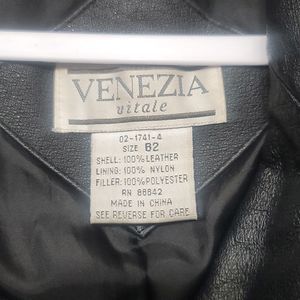 VENEZIA
vitale
02-1741-4
SIZE B2
SHELL: 100% LEATHER
LINING: 100% NYLON
FILLER: 100% POLYESTER
RN 88842
MADE IN CHINA
SEE REVERSE FOR CARE